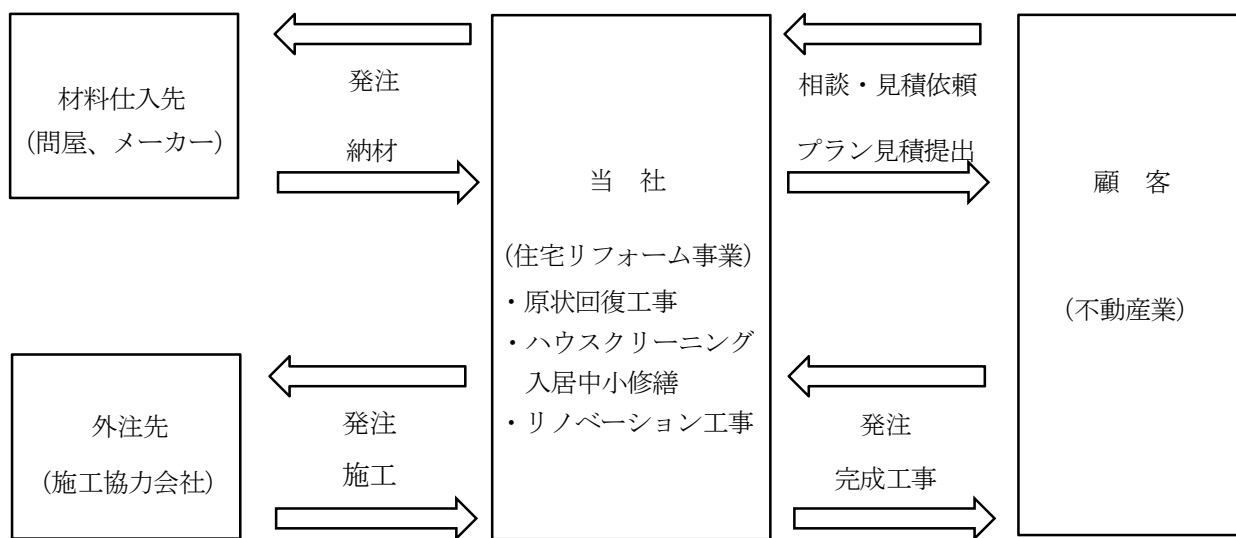 材料仕入先
(問屋、メーカー)
発注
納材
外注先
(施工協力会社)
発注
施工
当　社
(住宅リフォーム事業)
・原状回復工事
・ハウスクリーニング
入居中小修繕
・リノベーション工事
相談・見積依頼
プラン見積提出
発注
完成工事
顧　客
(不動産業)